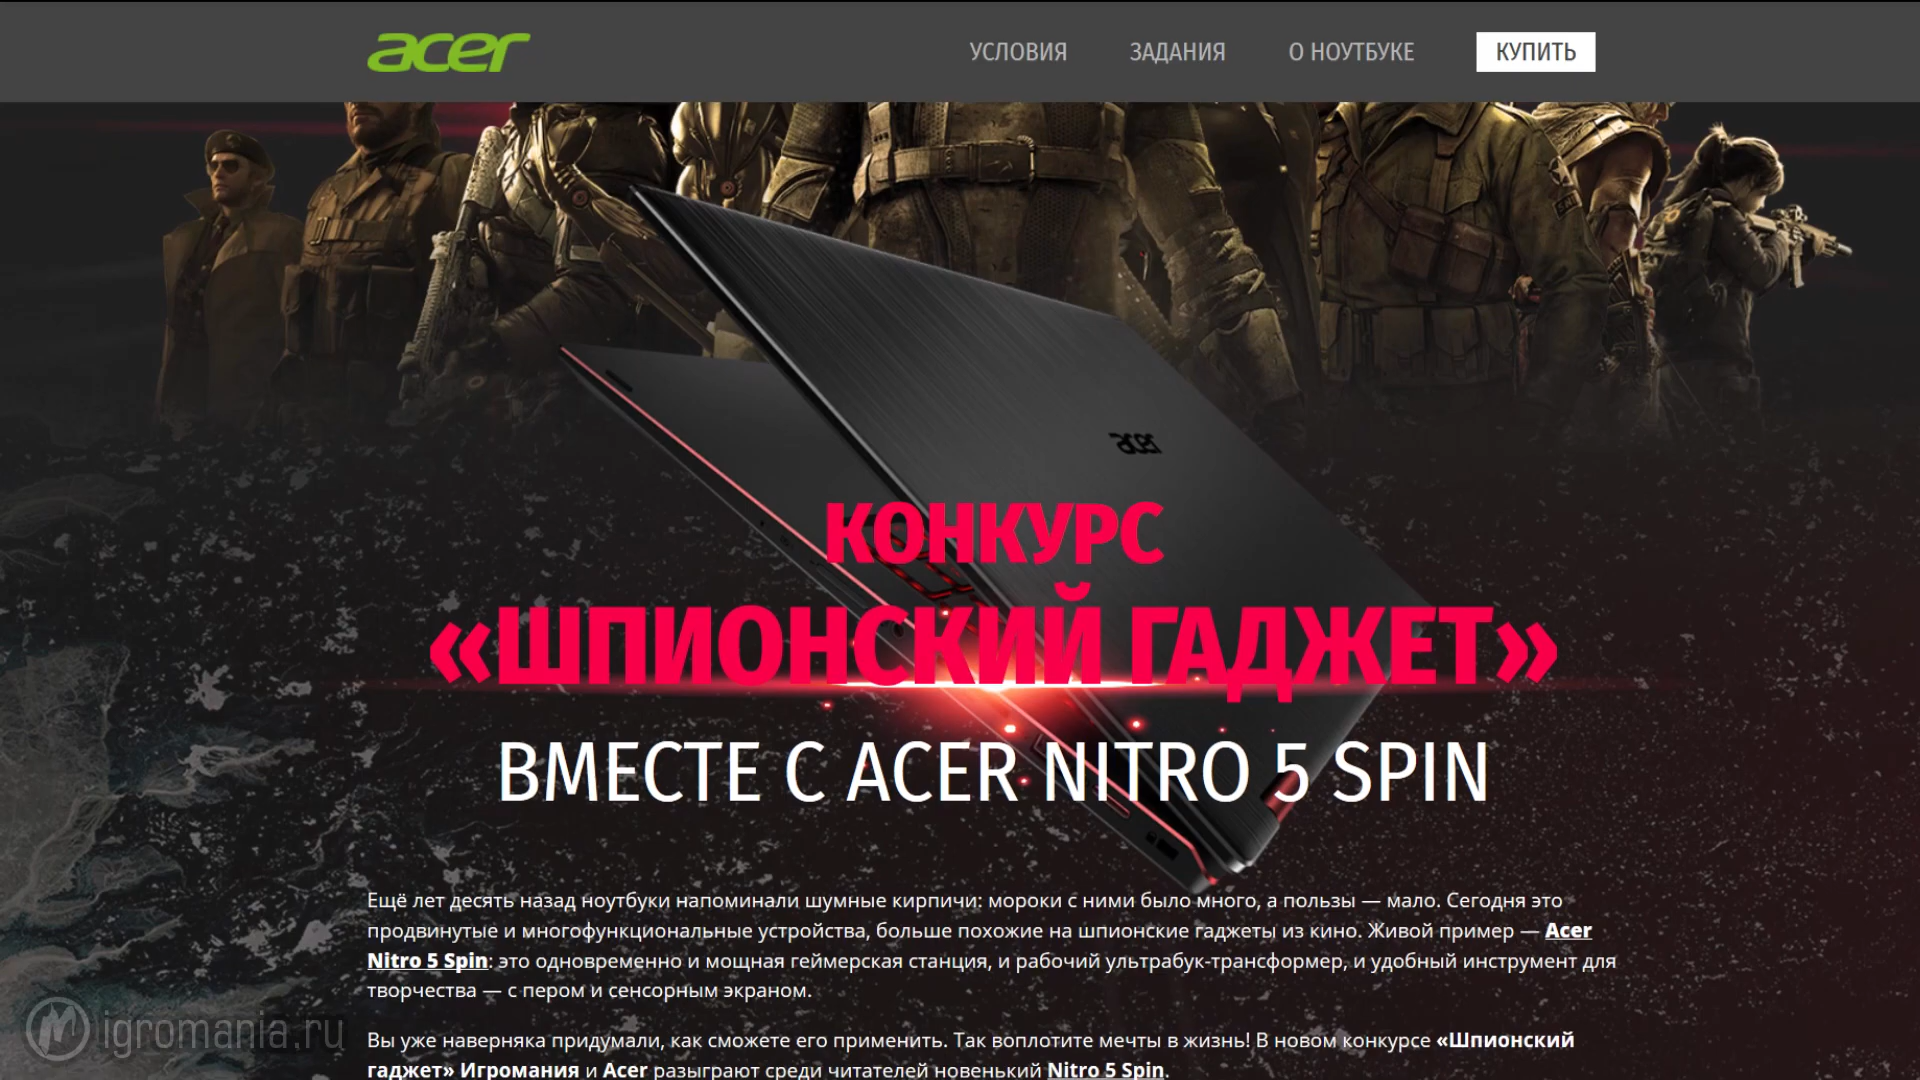 acer
УСЛОВИЯ ЗАДАНИЯ О НОУТБУКЕ КУПИТЬ
acer
КОНКУРС
«ШПИОНСКИЙ ГАДЖЕТ»
ВМЕСТЕ С ACER NITRO 5 SPIN
Ещё лет десять назад ноутбуки напоминали шумные кирпичи: мороки с ними было много, а пользы — мало. Сегодня это
продвинутые и многофункциональные устройства, больше похожие на шпионские гаджеты из кино. Живой пример — Acer
Nitro 5 Spin: это одновременно и мощная геймерская станция, и рабочий ультрабук-трансформер, и удобный инструмент для
творчества — с пером и сенсорным экраном.
Вы уже наверняка придумали, как сможете его применить. Так воплотите мечты в жизнь! В новом конкурсе «Шпионский
гаджет» Игромания и Acer разыграют среди читателей новенький Nitro 5 Spin.
igromania.ru